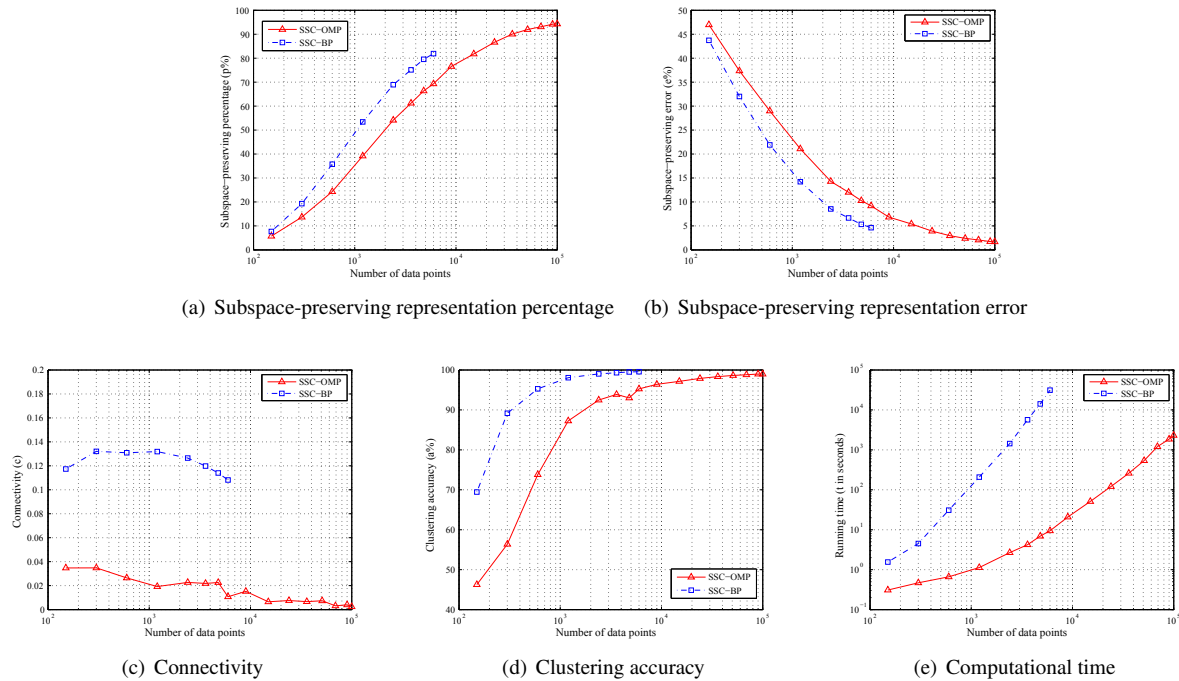 100
90
80
70
60
50
40
30
20
10
0
Subspace−preserving percentage (p%)
SSC−OMP
SSC−BP
10^2 10^3 10^4 10^5
Number of data points
(a) Subspace-preserving representation percentage
50
45
40
35
30
25
20
15
10
5
0
Subspace−preserving error (e%)
SSC−OMP
SSC−BP
10^2 10^3 10^4 10^5
Number of data points
(b) Subspace-preserving representation error
0.2
0.18
0.16
0.14
0.12
0.1
0.08
0.06
0.04
0.02
0
Connectivity (c)
SSC−OMP
SSC−BP
10^2 10^3 10^4 10^5
Number of data points
(c) Connectivity
100
90
80
70
60
50
40
Clustering accuracy (a%)
SSC−OMP
SSC−BP
10^2 10^3 10^4 10^5
Number of data points
(d) Clustering accuracy
10^5
10^4
10^3
10^2
10^1
10^0
10^−1
Running time (t in seconds)
SSC−OMP
SSC−BP
10^2 10^3 10^4 10^5
Number of data points
(e) Computational time